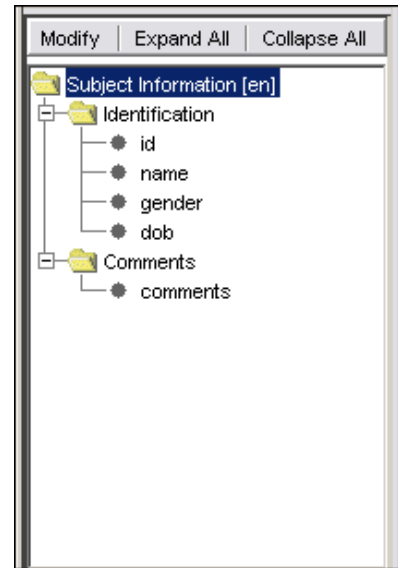 Modify Expand All Collapse All
Subject Information [en]
Identification
id
name
gender
dob
Comments
comments